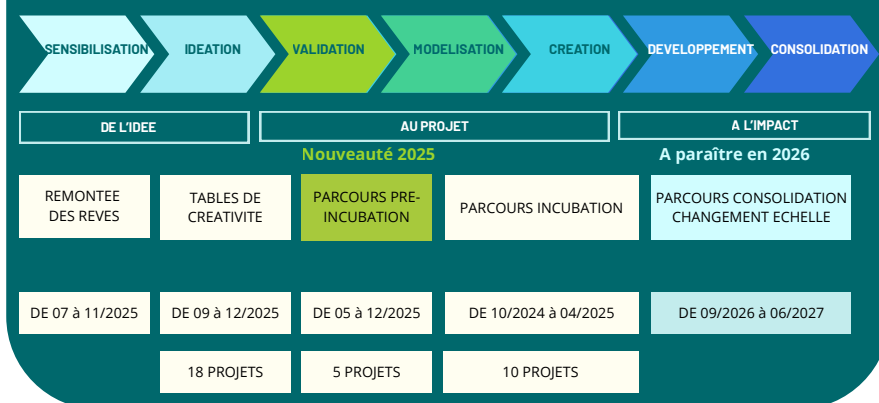 SENSIBILISATION
IDEATION
VALIDATION
MODELISATION
CREATION
DEVELOPPEMENT
CONSOLIDATION
DE L'IDEE
AU PROJET
A L'IMPACT
Nouveauté 2025
A paraître en 2026
REMONTEE
DES REVES
TABLES DE
CREATIVITE
PARCOURS PRE-
INCUBATION
PARCOURS INCUBATION
PARCOURS CONSOLIDATION
CHANGEMENT ECHELLE
DE 07 à 11/2025
DE 09 à 12/2025
DE 05 à 12/2025
DE 10/2024 à 04/2025
DE 09/2026 à 06/2027
18 PROJETS
5 PROJETS
10 PROJETS